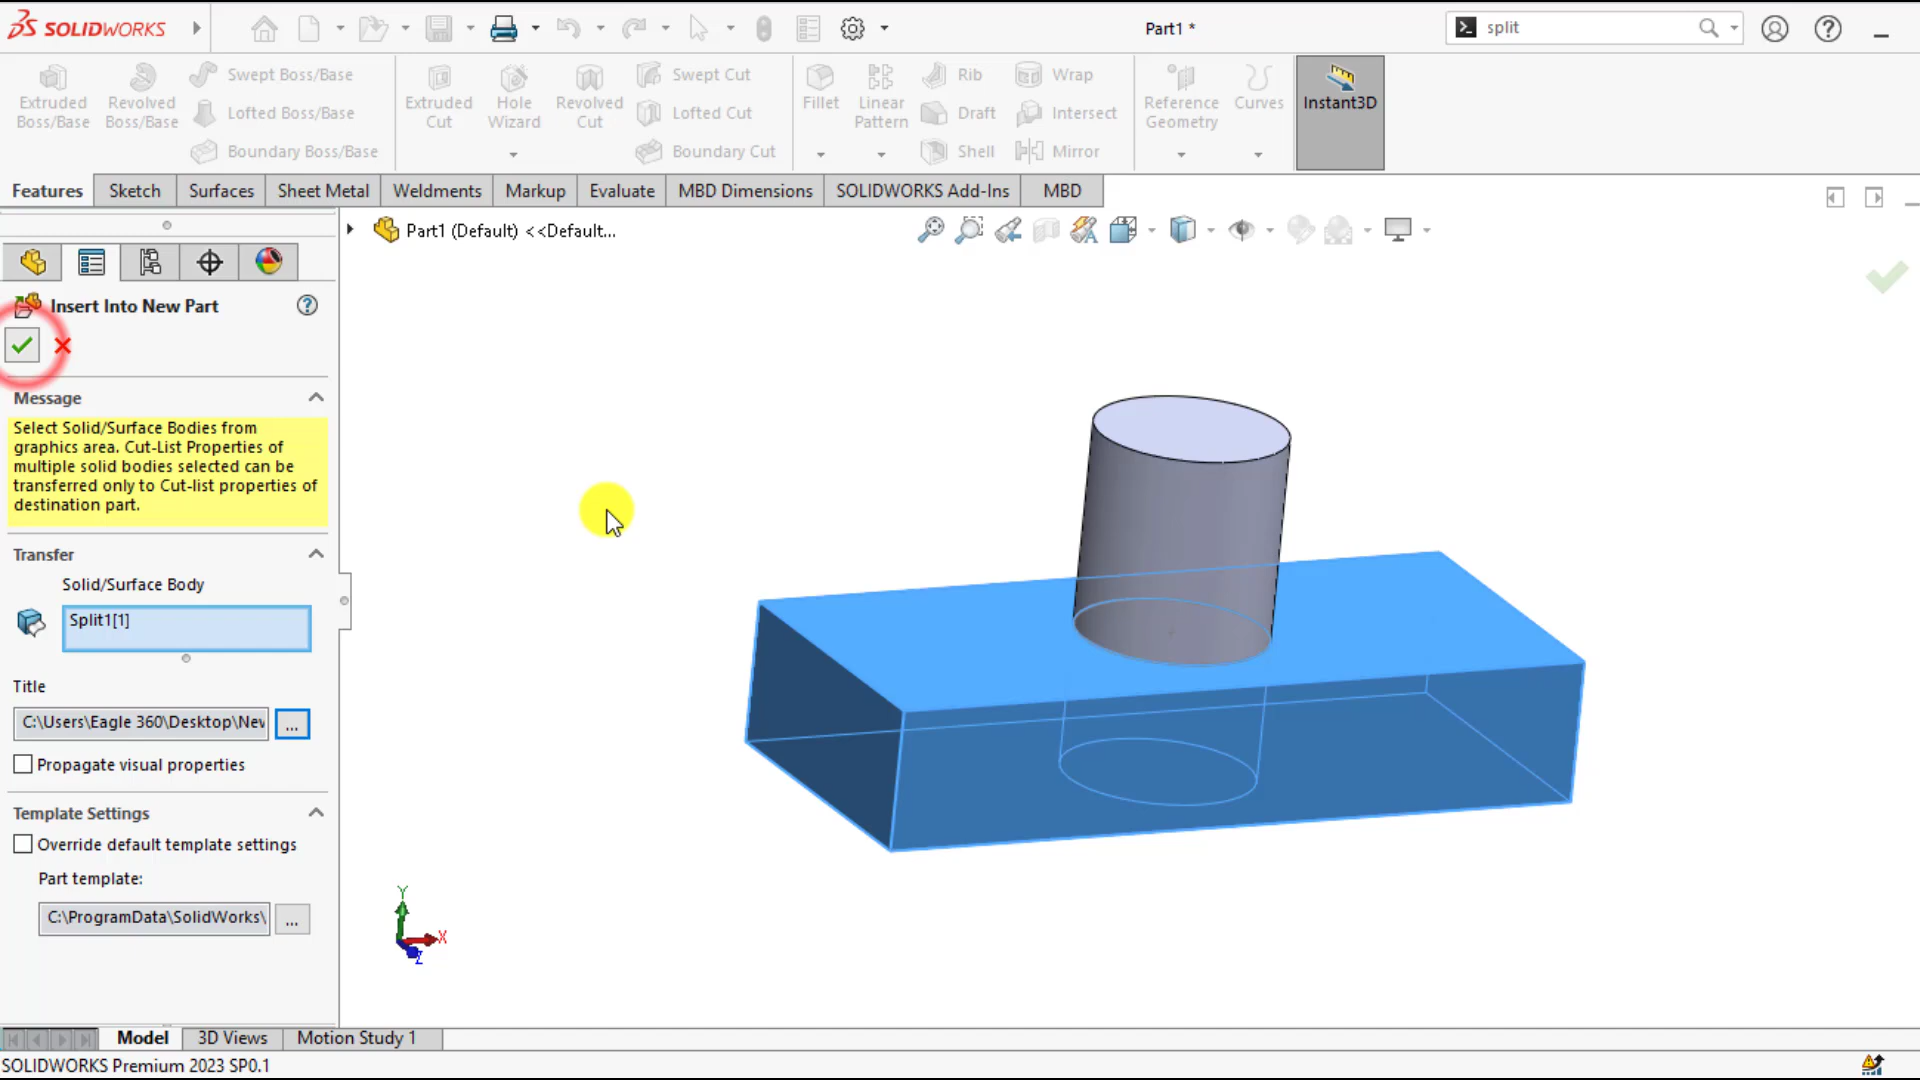 SOLIDWORKS
Part1 *
split
Extruded
Boss/Base
Revolved
Boss/Base
Swept Boss/Base
Lofted Boss/Base
Boundary Boss/Base
Extruded
Cut
Hole
Wizard
Revolved
Cut
Swept Cut
Lofted Cut
Boundary Cut
Fillet
Linear
Pattern
Rib
Draft
Shell
Wrap
Intersect
Mirror
Reference
Geometry
Curves
Instant3D
Features
Sketch
Surfaces
Sheet Metal
Weldments
Markup
Evaluate
MBD Dimensions
SOLIDWORKS Add-Ins
MBD
Part1 (Default) <<Default...
Insert Into New Part
Message
Select Solid/Surface Bodies from
graphics area. Cut-List Properties of
multiple solid bodies selected can be
transferred only to Cut-list properties of
destination part.
Transfer
Solid/Surface Body
Split1[1]
Title
C:\Users\Eagle 360\Desktop\Nev
...
Propagate visual properties
Template Settings
Override default template settings
Part template:
C:\ProgramData\SolidWorks\
...
Y
X
Z
Model
3D Views
Motion Study 1
SOLIDWORKS Premium 2023 SP0.1